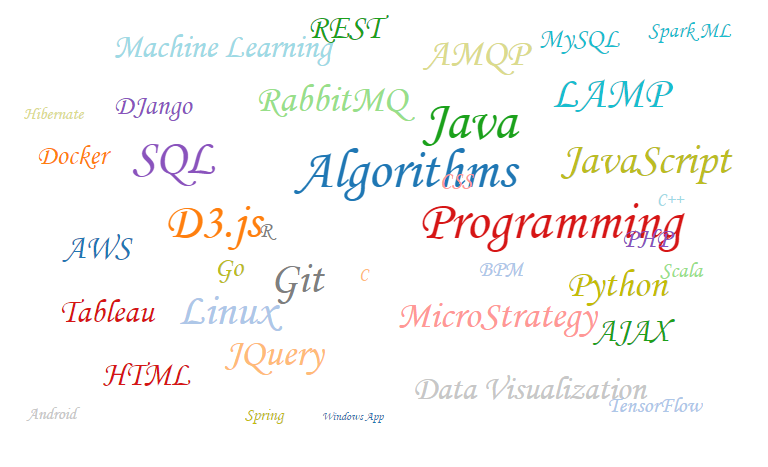 REST
Machine Learning
AMQP
MySQL
Spark ML
Hibernate
DJango
RabbitMQ
Java
LAMP
Docker
SQL
Algorithms
CSS
JavaScript
C++
D3.js
R
Programming
PHP
AWS
Go
Git
C
BPM
Scala
Python
Tableau
Linux
MicroStrategy
AJAX
JQuery
HTML
Data Visualization
TensorFlow
Android
Spring
Windows App